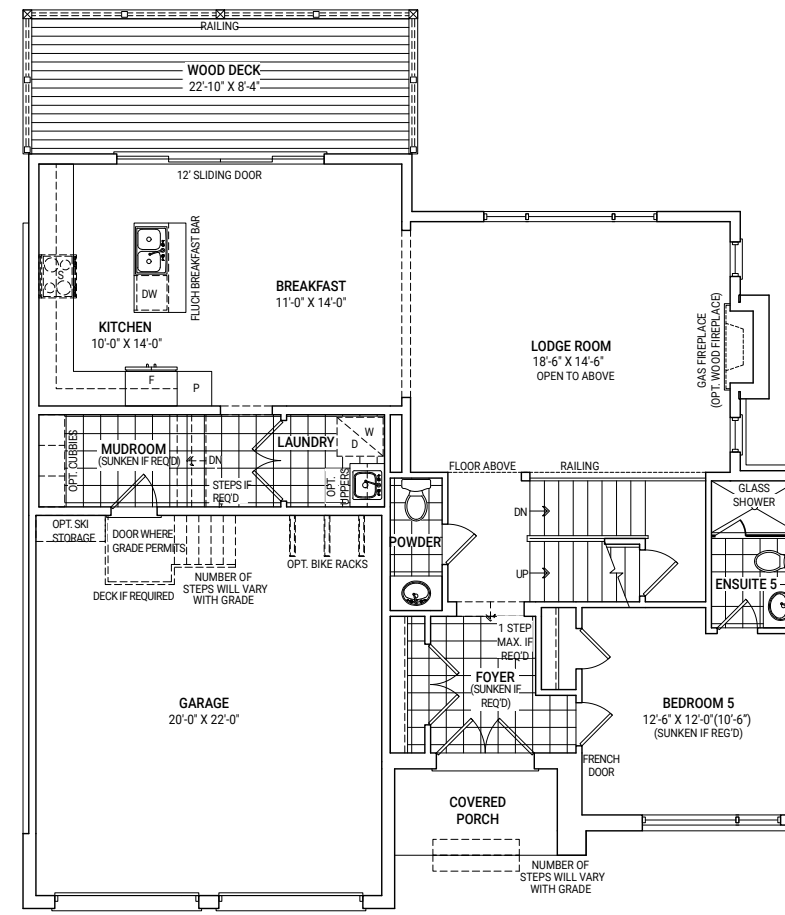 RAILING
WOOD DECK
22'-10" X 8'-4"
12' SLIDING DOOR
FLUCH BREAKFAST BAR
S
DW
BREAKFAST
11'-0" X 14'-0"
KITCHEN
10'-0" X 14'-0"
F
P
LODGE ROOM
18'-6" X 14'-6"
OPEN TO ABOVE
GAS FIREPLACE
(OPT. WOOD FIREPLACE)
OPT. CUBBIES
MUDROOM
(SUNKEN IF REQ'D)
DN
STEPS IF
REQ'D
LAUNDRY
W
D
OPT.
UPPERS
FLOOR ABOVE
RAILING
GLASS
SHOWER
DN
UP
POWDER
ENSUITE 5
OPT. SKI
STORAGE
DOOR WHERE
GRADE PERMITS
DECK IF REQUIRED
NUMBER OF
STEPS WILL VARY
WITH GRADE
OPT. BIKE RACKS
1 STEP
MAX. IF
REQ'D
FOYER
(SUNKEN IF
REQ'D)
GARAGE
20'-0" X 22'-0"
BEDROOM 5
12'-6" X 12'-0"(10'-6")
(SUNKEN IF REG'D)
FRENCH
DOOR
COVERED
PORCH
NUMBER OF
STEPS WILL VARY
WITH GRADE